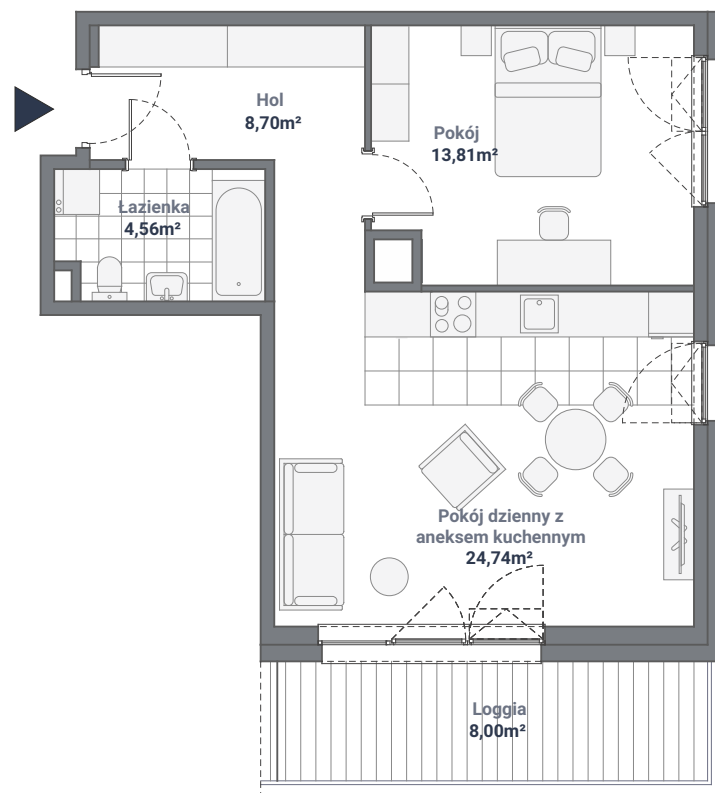 Hol
8,70m²
Pokój
13,81m²
Łazienka
4,56m²
Pokój dzienny z
aneksem kuchennym
24,74m²
Loggia
8,00m²